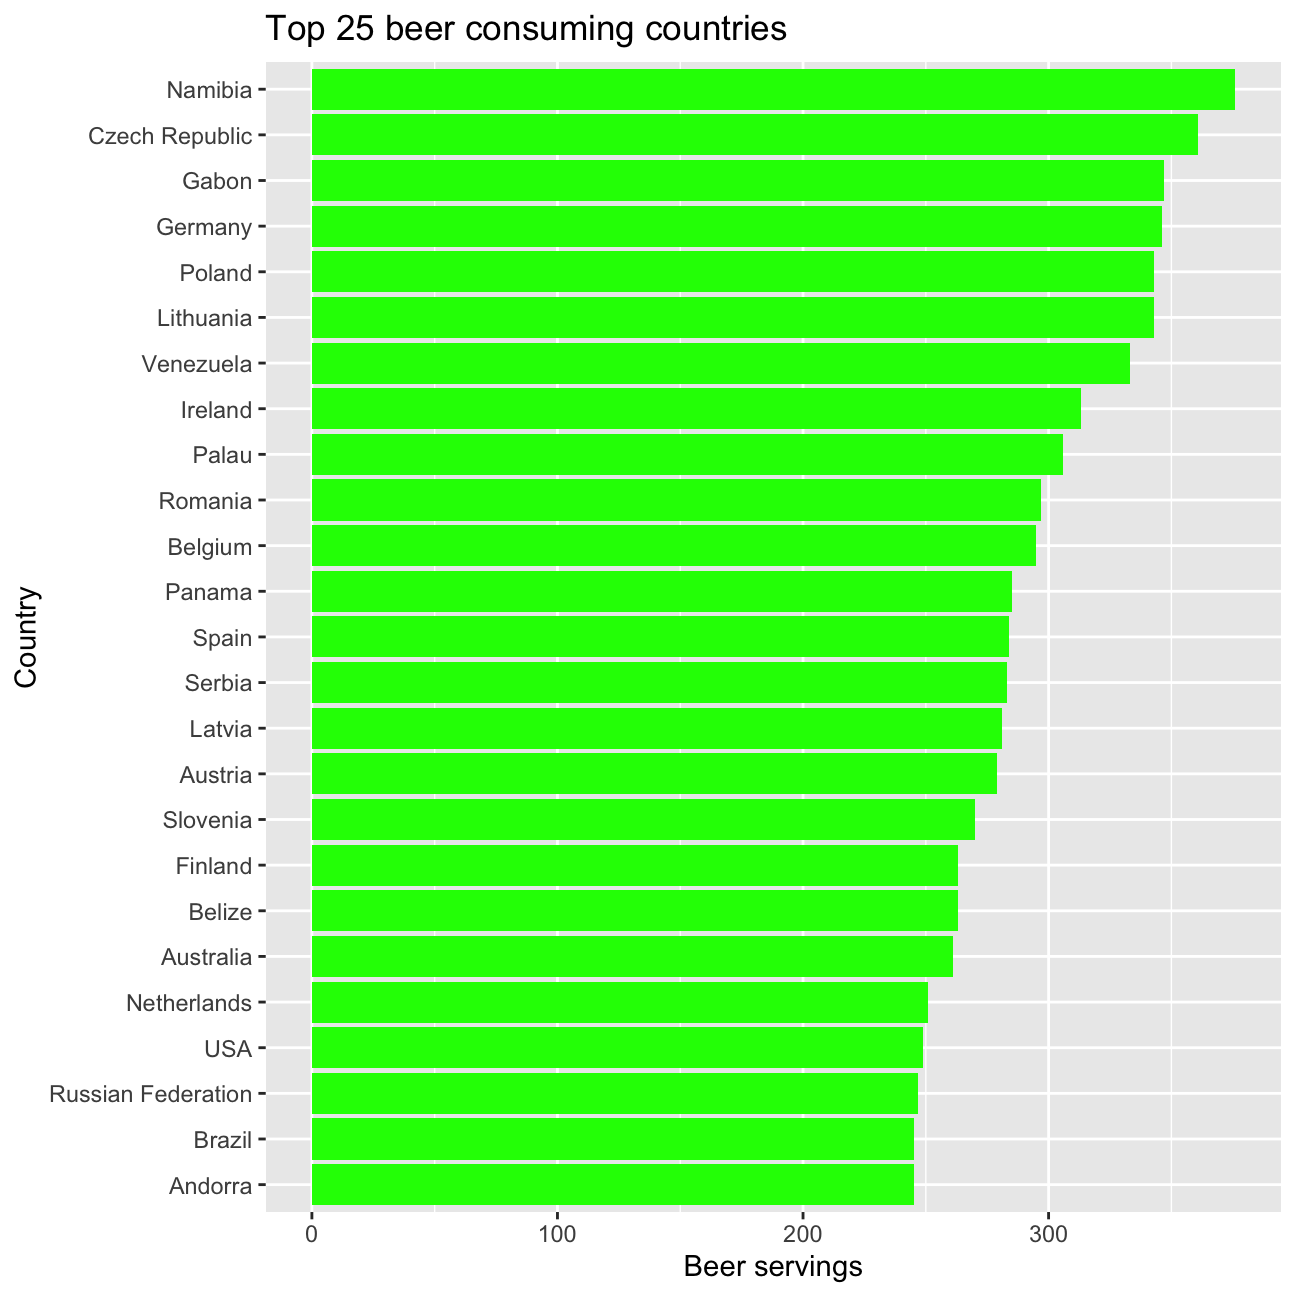 Top 25 beer consuming countries
Namibia
Czech Republic
Gabon
Germany
Poland
Lithuania
Venezuela
Ireland
Palau
Romania
Belgium
Panama
Spain
Serbia
Latvia
Austria
Slovenia
Finland
Belize
Australia
Netherlands
USA
Russian Federation
Brazil
Andorra
Country
0 100 200 300
Beer servings